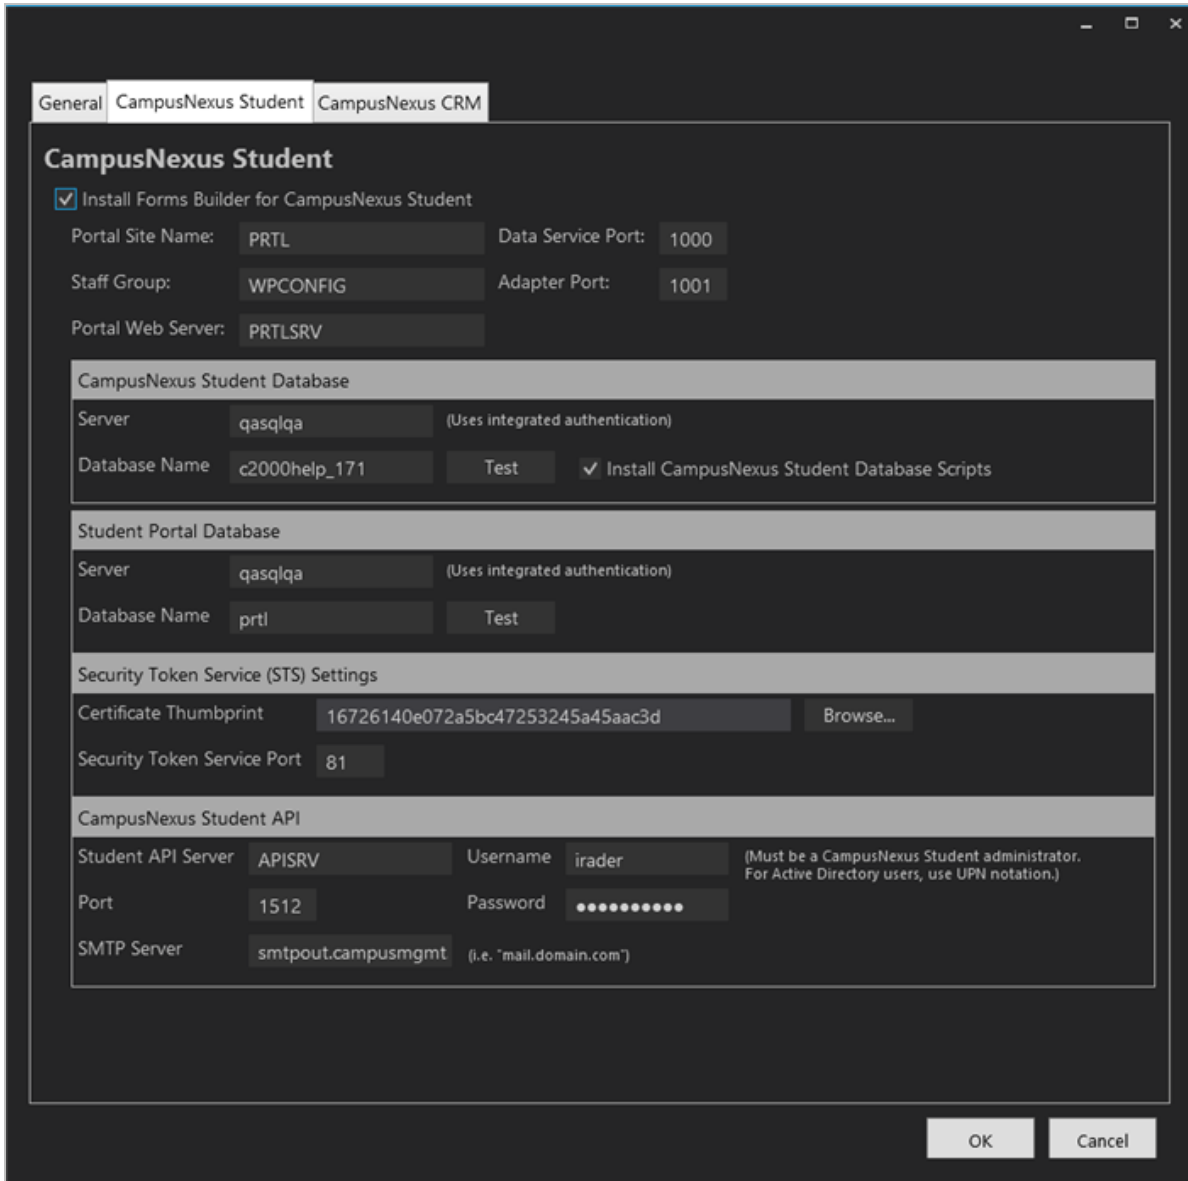 General CampusNexus Student CampusNexus CRM
CampusNexus Student
Install Forms Builder for CampusNexus Student
Portal Site Name: PRTL Data Service Port: 1000
Staff Group: WPCONFIG Adapter Port: 1001
Portal Web Server: PRTLSRV
CampusNexus Student Database
Server qasqlqa (Uses integrated authentication)
Database Name c2000help_171 Test Install CampusNexus Student Database Scripts
Student Portal Database
Server qasqlqa (Uses integrated authentication)
Database Name prtl Test
Security Token Service (STS) Settings
Certificate Thumbprint 16726140e072a5bc47253245a45aac3d Browse...
Security Token Service Port 81
CampusNexus Student API
Student API Server APISRV Username irader (Must be a CampusNexus Student administrator.
For Active Directory users, use UPN notation.)
Port 1512 Password ●●●●●●●●●●
SMTP Server smtpout.campusmgmt (i.e. "mail.domain.com")
OK Cancel